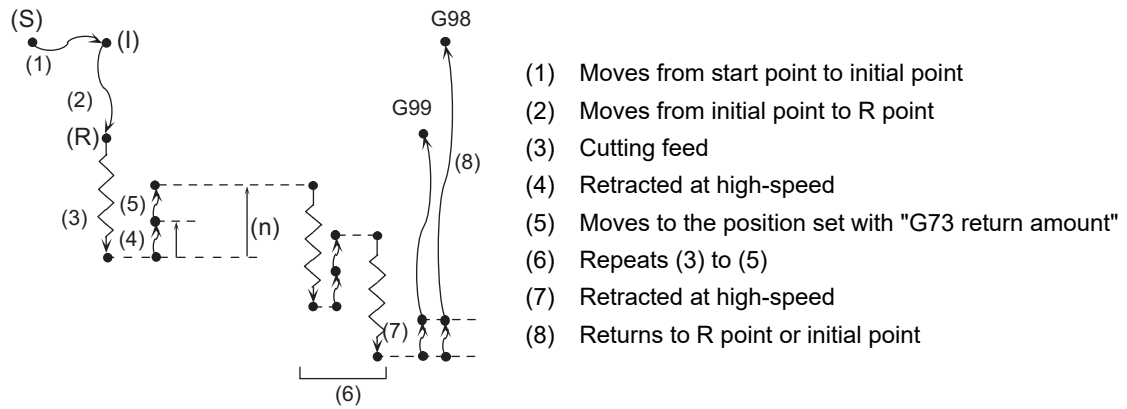 (S)
(I)
(1)
(2)
(R)
(3)
(5)
(4)
(n)
(6)
(7)
G99
G98
(8)
(1) Moves from start point to initial point
(2) Moves from initial point to R point
(3) Cutting feed
(4) Retracted at high-speed
(5) Moves to the position set with "G73 return amount"
(6) Repeats (3) to (5)
(7) Retracted at high-speed
(8) Returns to R point or initial point